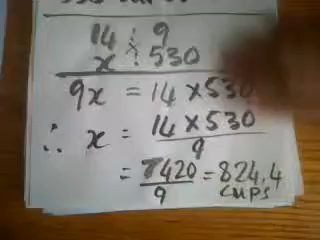 14 : 9
x : 530
9x = 14 x 530
∴ x = 14 x 530
9
= 7420 = 824,4
9 cups